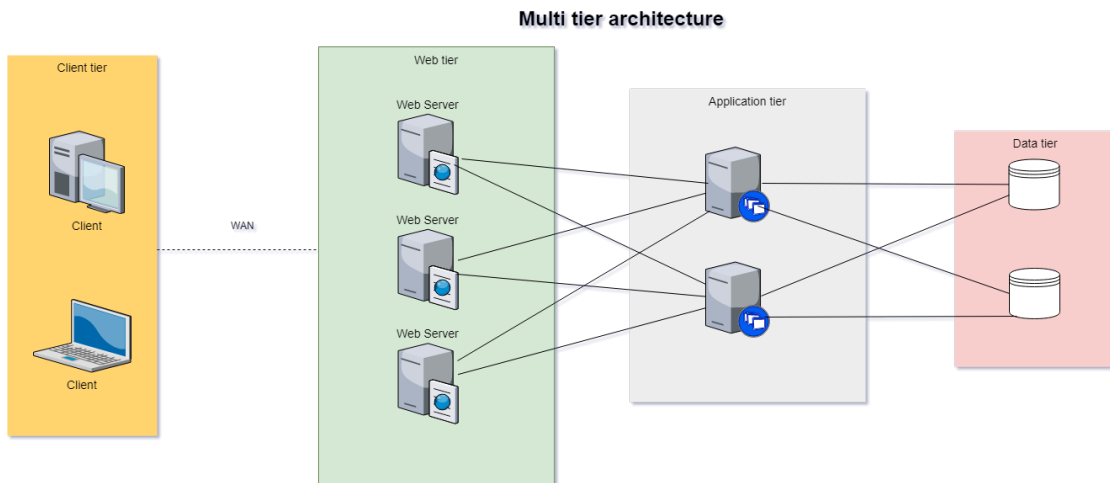 Multi tier architecture
Client tier
Client
Client
WAN
Web tier
Web Server
Web Server
Web Server
Application tier
Data tier